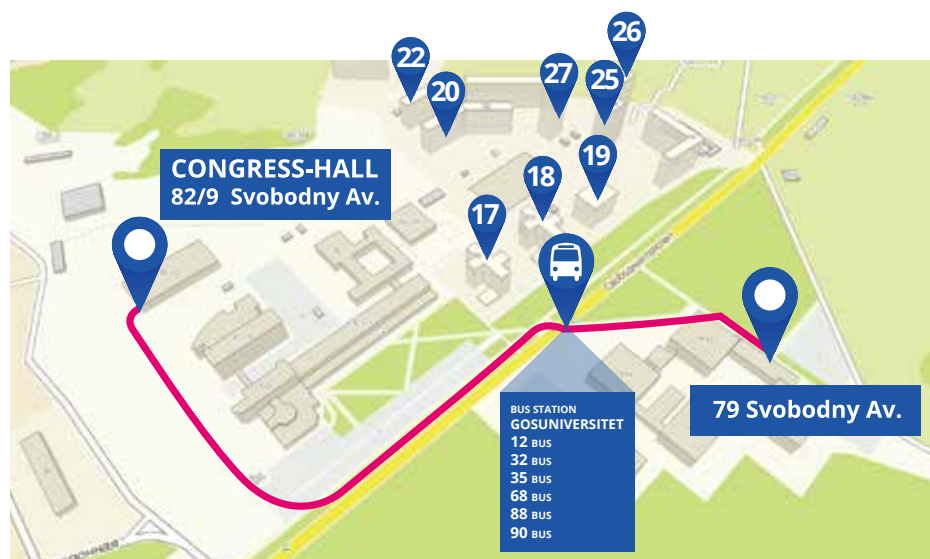 26
22
27
25
20
CONGRESS-HALL
82/9 Svobodny Av.
19
18
17
BUS STATION
GOSUNIVERSITET
12 BUS
32 BUS
35 BUS
68 BUS
88 BUS
90 BUS
79 Svobodny Av.